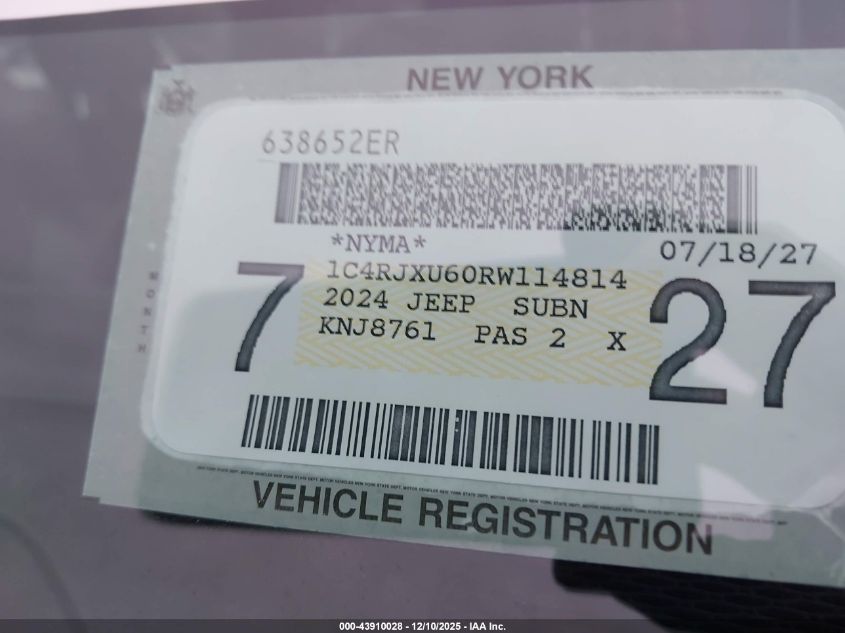 NEW YORK
638652ER
*NYMA*
07/18/27
1C4RJXU60RW114814
2024 JEEP SUBN
KNJ8761 PAS 2 X
7
27
MONTH
VEHICLE REGISTRATION
000-43910028 - 12/10/2025 - IAA Inc.